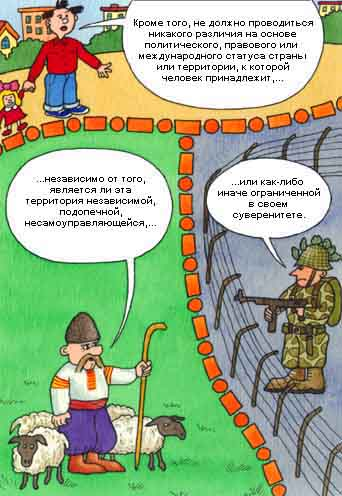 Кроме того, не должно проводиться
никакого различия на основе
политического, правового или
международного статуса страны
или территории, к которой
человек принадлежит,...
...независимо от того,
является ли эта
территория независимой,
подопечной,
несамоуправляющейся,...
...или как-либо
иначе ограниченной
в своем
суверенитете.